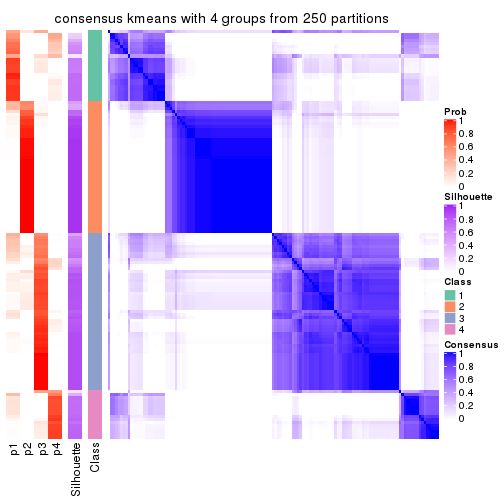 consensus kmeans with 4 groups from 250 partitions
Prob
1
0.8
0.6
0.4
0.2
0
Silhouette
1
0.8
0.6
0.4
0.2
0
Class
1
2
3
4
Consensus
1
0.8
0.6
0.4
0.2
0
p1
p2
p3
p4
Silhouette
Class